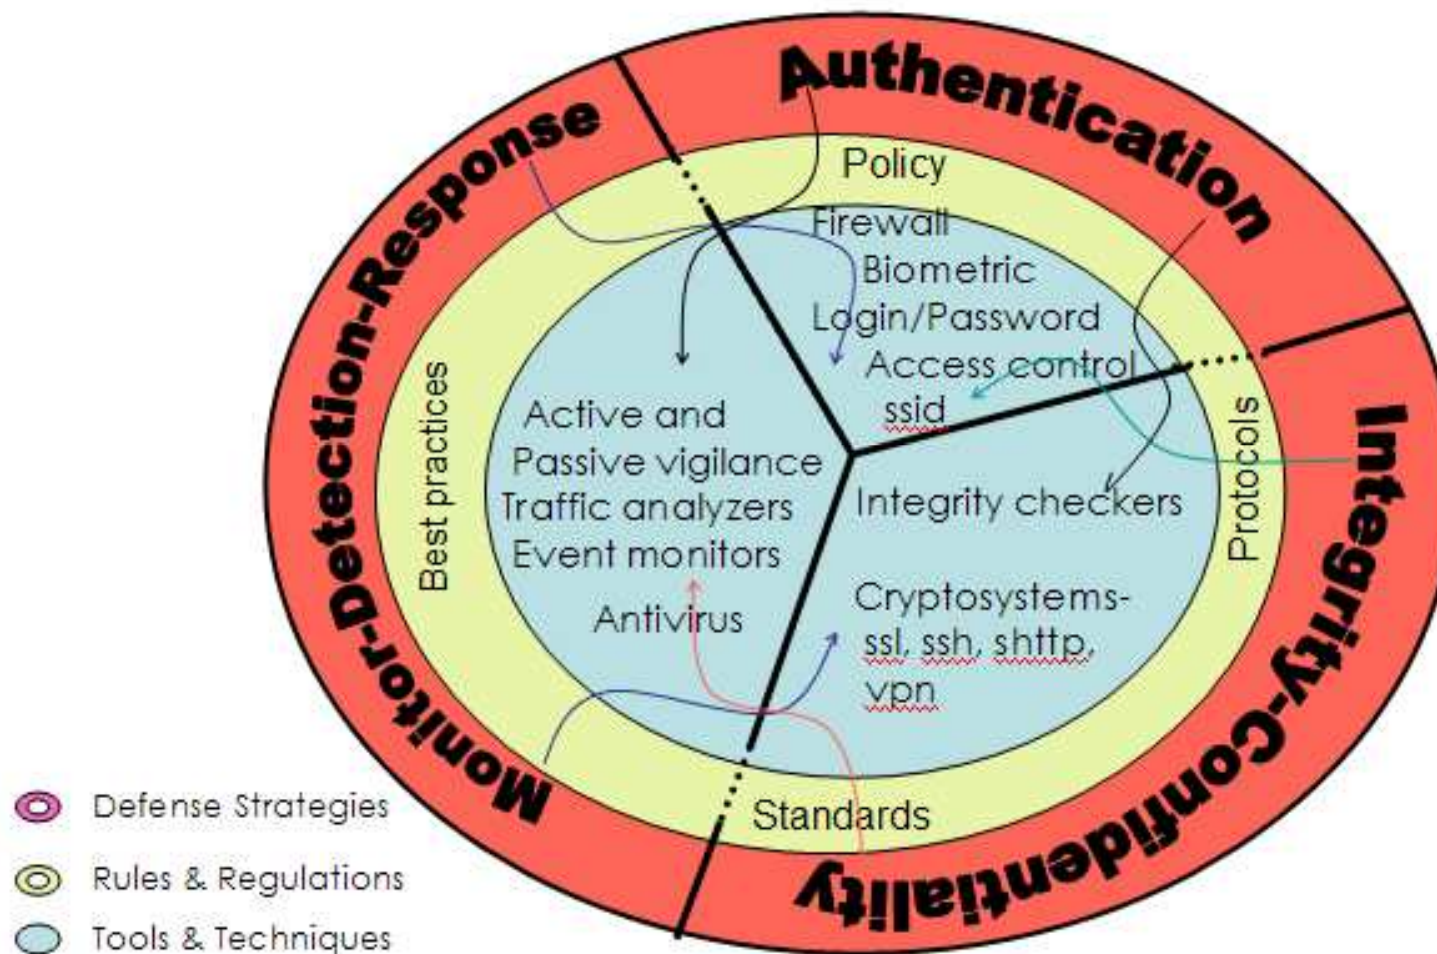 Authentication
Policy
Firewall
Biometric
Login/Password
Access control
ssid
Monitor-Detection-Response
Best practices
Active and
Passive vigilance
Traffic analyzers
Event monitors
Antivirus
Integrity-Confidentiality
Protocols
Integrity checkers
Cryptosystems-
ssl, ssh, shttp,
vpn
Standards
Defense Strategies
Rules & Regulations
Tools & Techniques